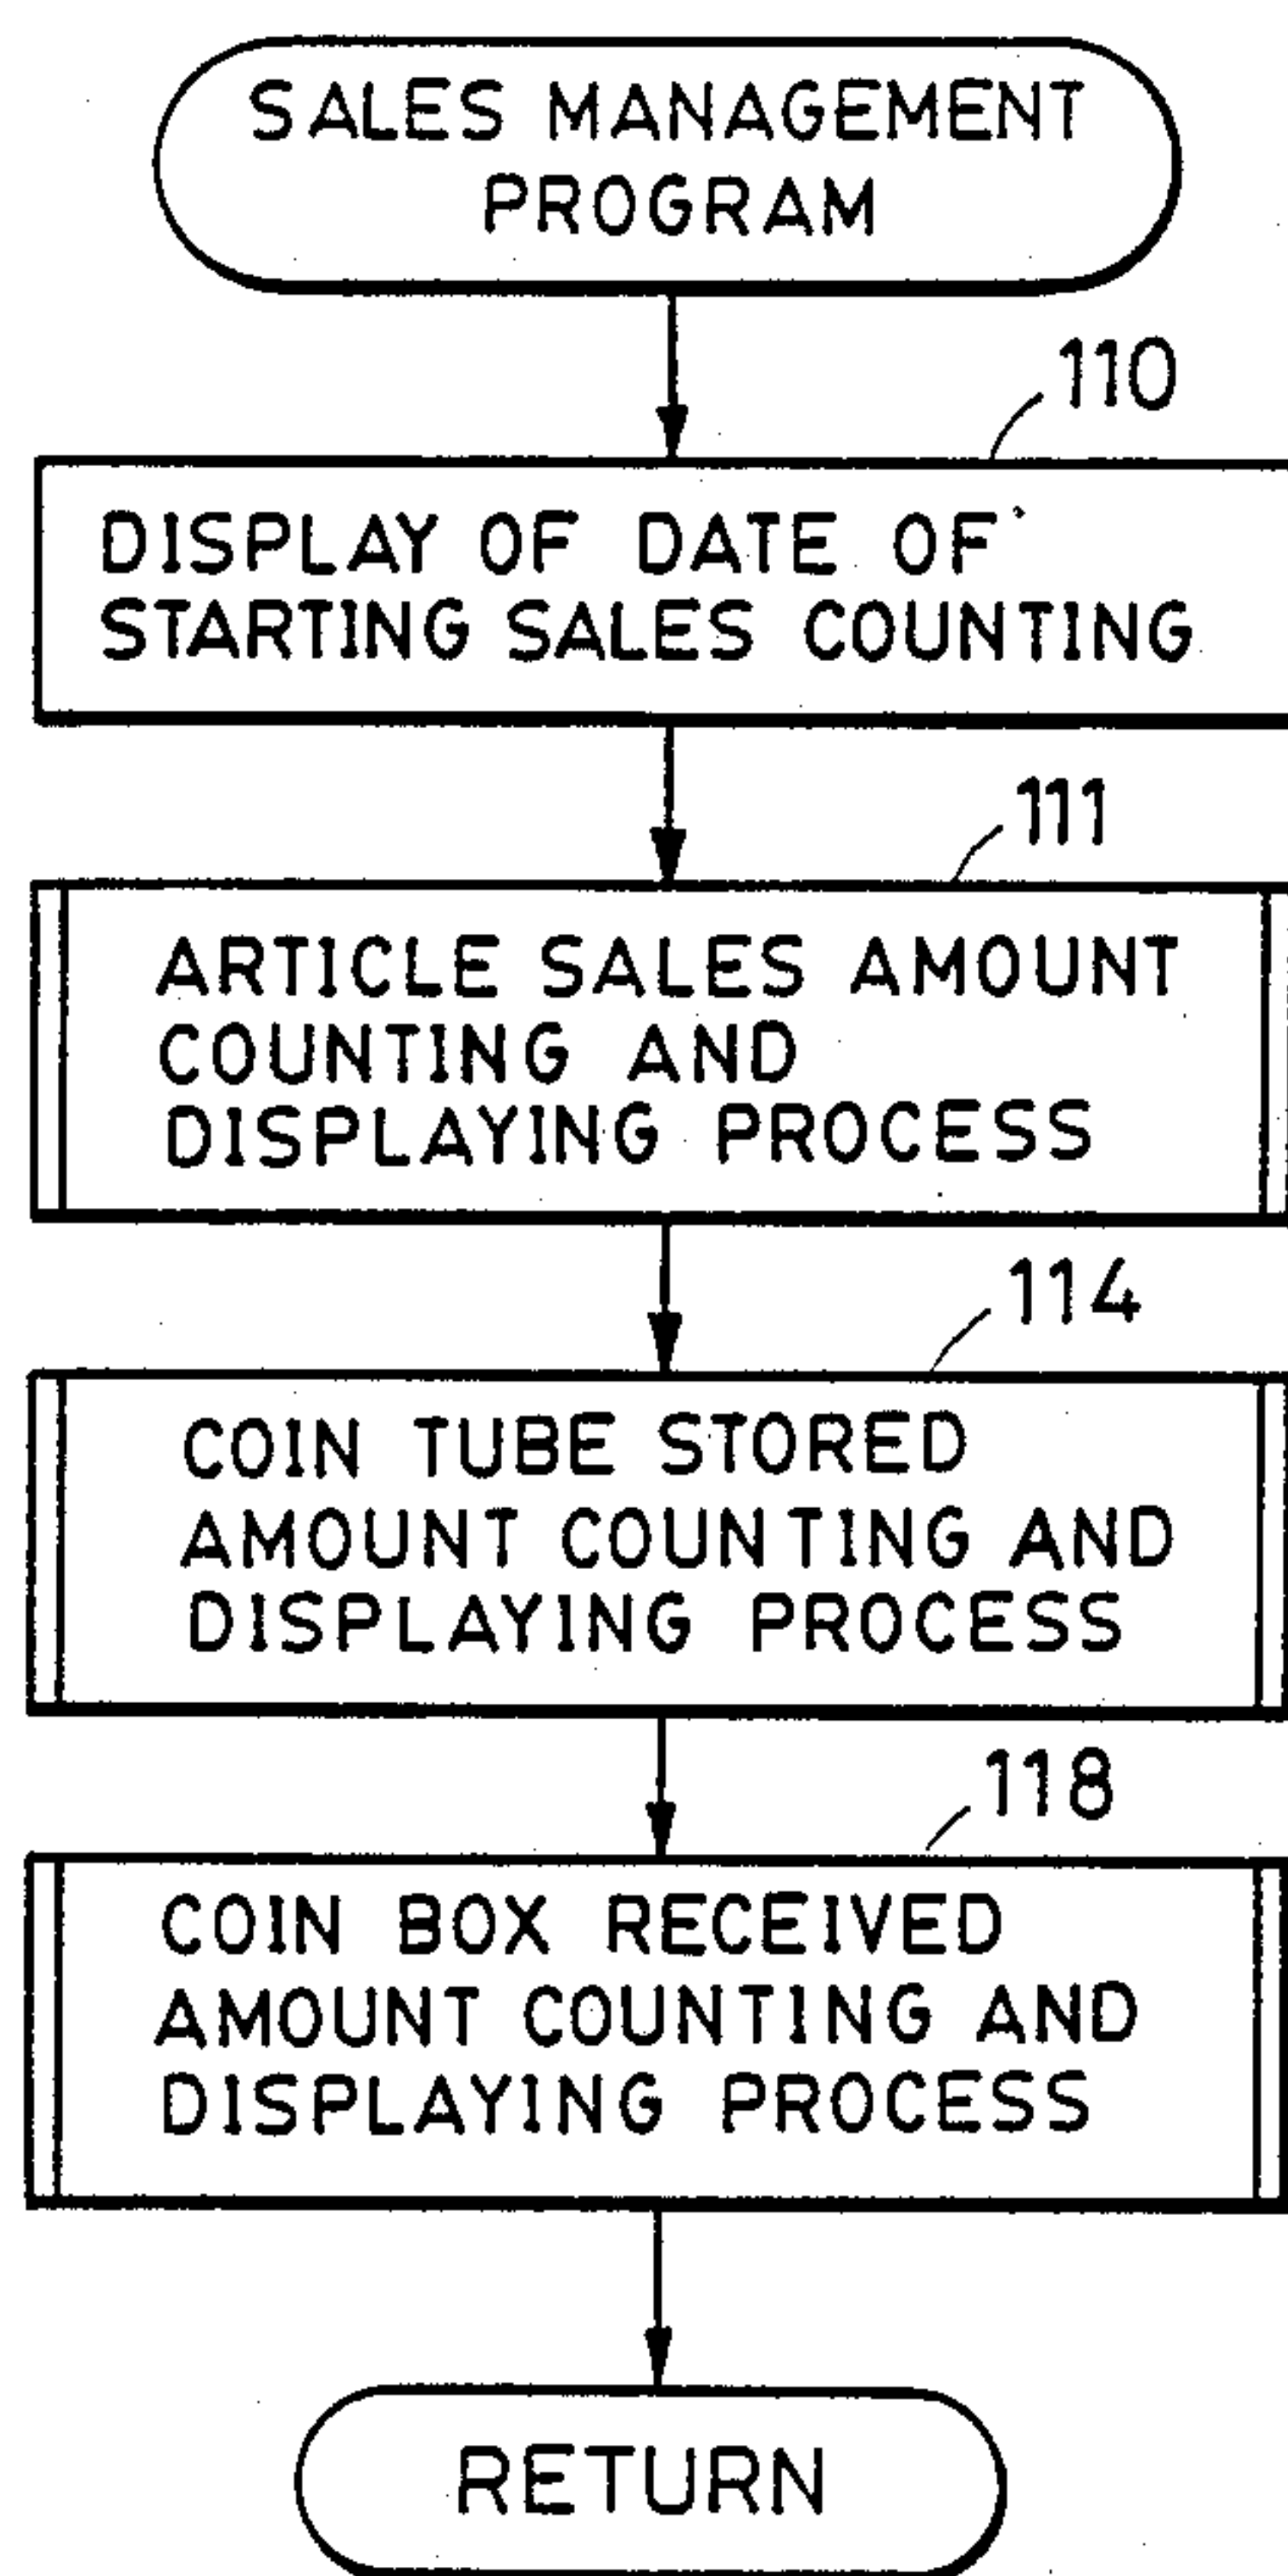 SALES MANAGEMENT
PROGRAM
110
DISPLAY OF DATE OF
STARTING SALES COUNTING
111
ARTICLE SALES AMOUNT
COUNTING AND
DISPLAYING PROCESS
114
COIN TUBE STORED
AMOUNT COUNTING AND
DISPLAYING PROCESS
118
COIN BOX RECEIVED
AMOUNT COUNTING AND
DISPLAYING PROCESS
RETURN